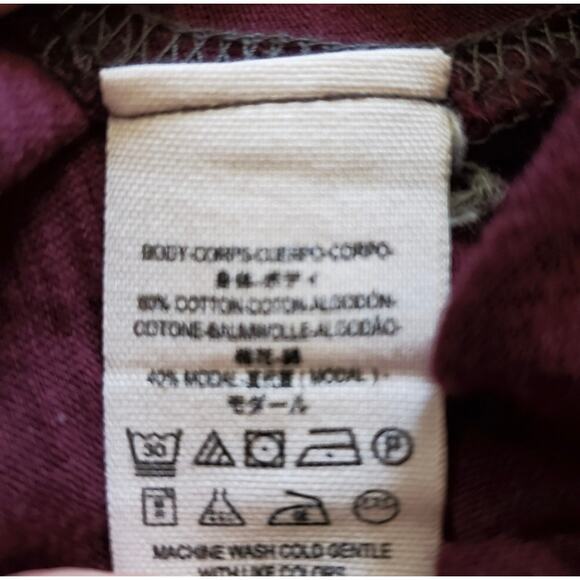 BODY-CORPS-CUERPO-CORPO-
身体-ボディ
60% COTTON-COTON-ALGODÓN-
COTONE-BAUMWOLLE-ALGODÃO-
棉花-綿
40% MODAL-莫代爾 ( MODAL )-
モダール
30
P
MACHINE WASH COLD GENTLE
WITH LIKE COLORS